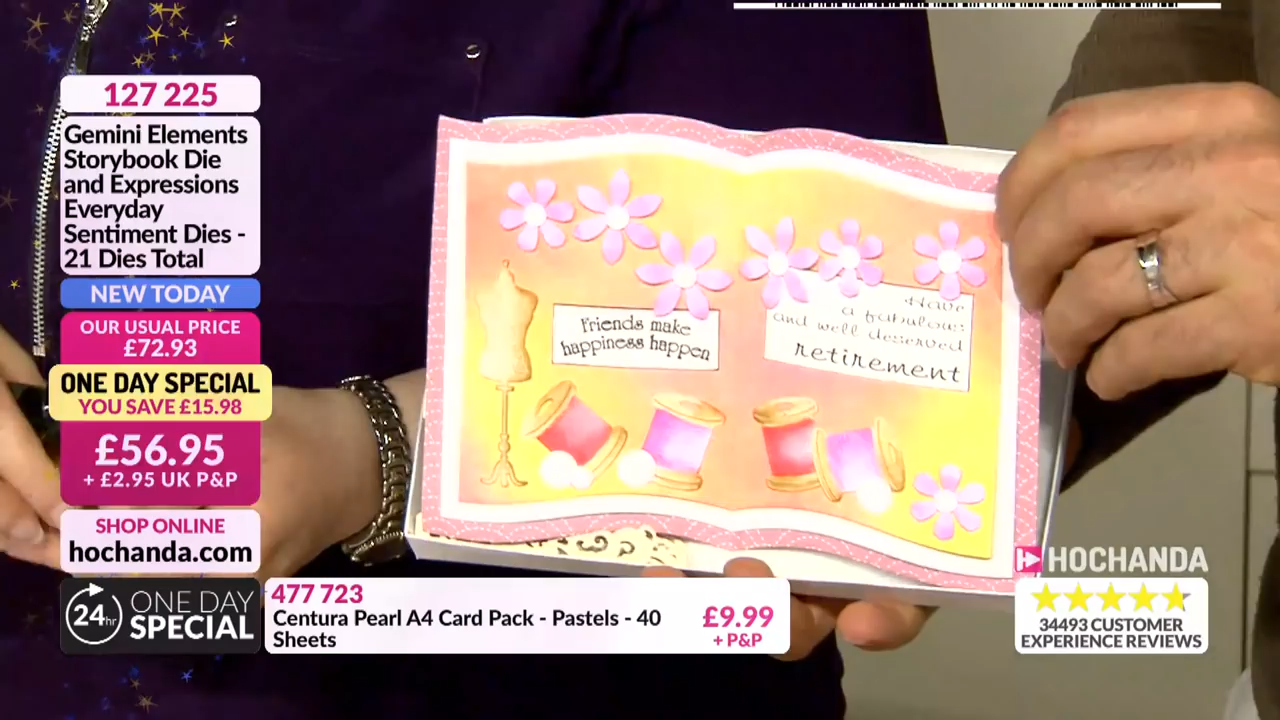 127 225
Gemini Elements
Storybook Die
and Expressions
Everyday
Sentiment Dies -
21 Dies Total
NEW TODAY
OUR USUAL PRICE
£72.93
ONE DAY SPECIAL
YOU SAVE £15.98
£56.95
+ £2.95 UK P&P
SHOP ONLINE
hochanda.com
24hr
ONE DAY
SPECIAL
477 723
Centura Pearl A4 Card Pack - Pastels - 40
Sheets
£9.99
+ P&P
friends make
happiness happen
Have
a fabulous
and well deserved
retirement
HOCHANDA
34493 CUSTOMER
EXPERIENCE REVIEWS